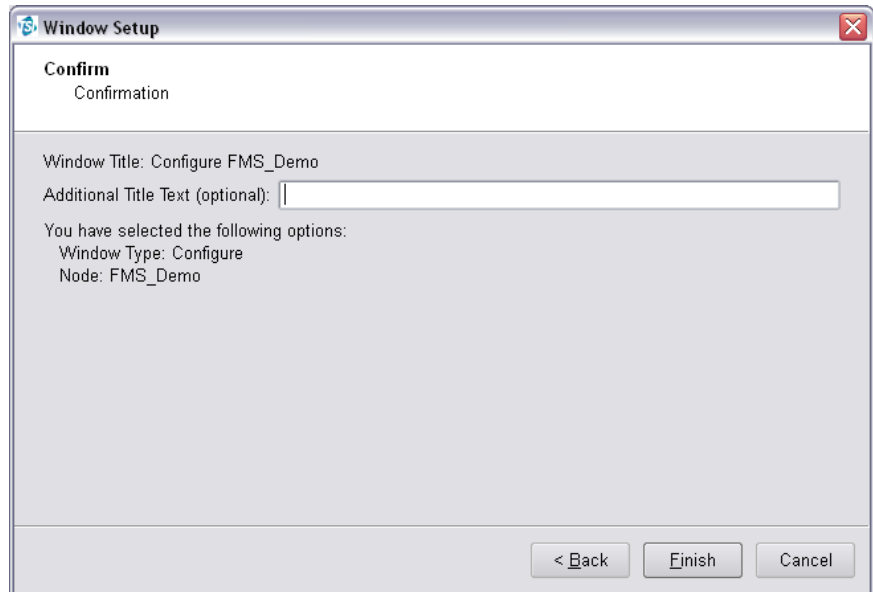 TSI Window Setup
Confirm
Confirmation
Window Title: Configure FMS_Demo
Additional Title Text (optional):
You have selected the following options:
Window Type: Configure
Node: FMS_Demo
< Back Finish Cancel